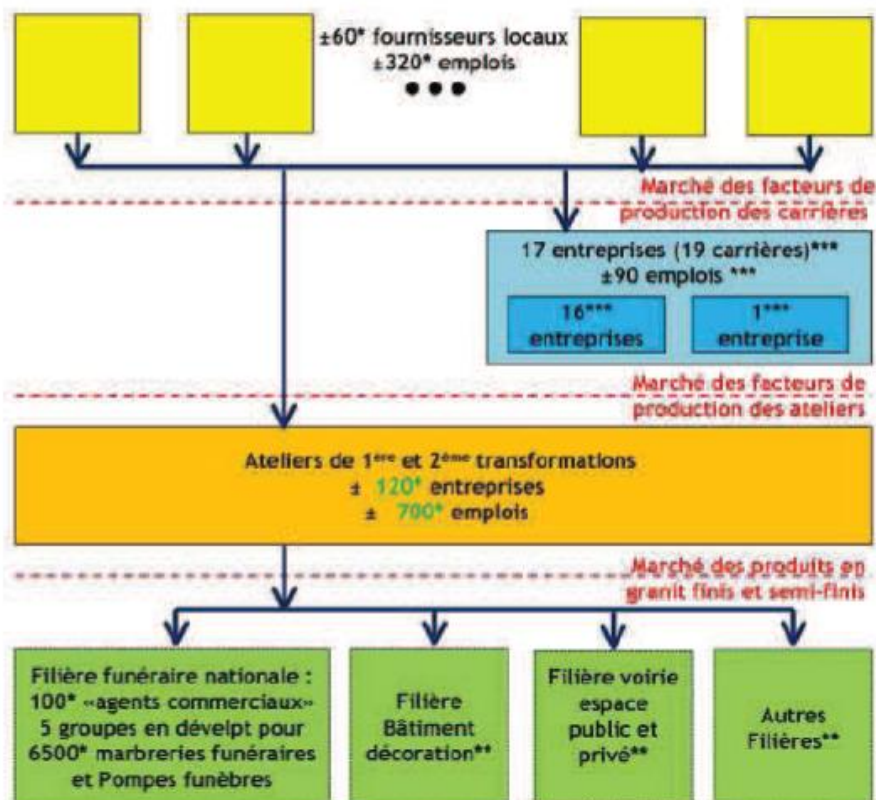 ±60* fournisseurs locaux
±320* emplois
Marché des facteurs de
production des carrières
17 entreprises (19 carrières)***
±90 emplois ***
16***
entreprises
1***
entreprise
Marché des facteurs de
production des ateliers
Ateliers de 1ère et 2ème transformations
± 120* entreprises
± 700* emplois
Marché des produits en
granit finis et semi-finis
Filière funéraire nationale :
100* «agents commerciaux»
5 groupes en dévelpt pour
6500* marbreries funéraires
et Pompes funèbres
Filière
Bâtiment
décoration**
Filière voirie
espace
public et
privé**
Autres
Filières**